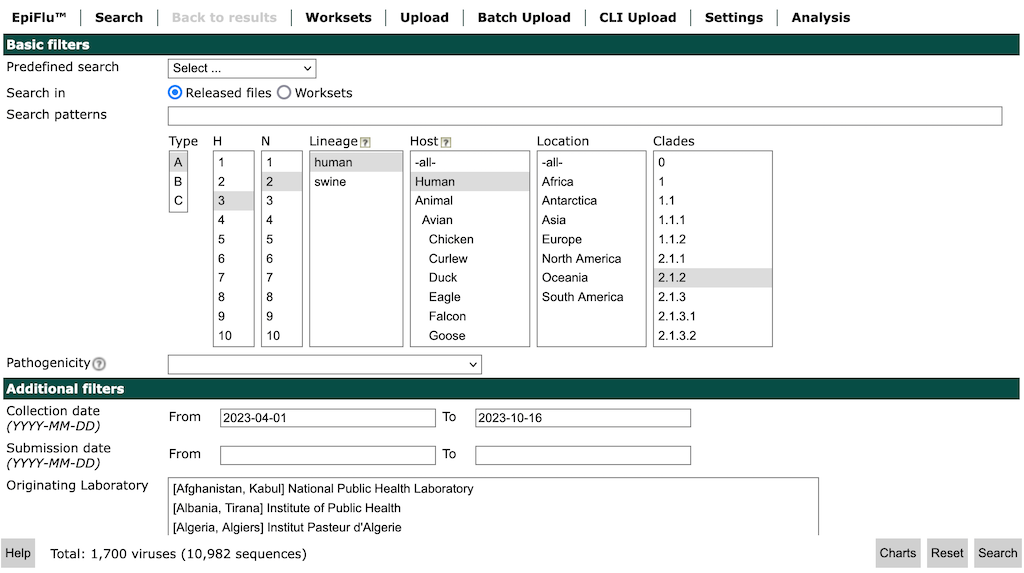 EpiFlu™ Search Back to results Worksets Upload Batch Upload CLI Upload Settings Analysis
Basic filters
Predefined search Select ...
Search in Released files Worksets
Search patterns
Type H N Lineage ? Host ? Location Clades
A 1 1 human -all- -all- 0
B 2 2 swine Human Africa 1
C 3 3 Animal Antarctica 1.1
4 4 Avian Asia 1.1.1
5 5 Chicken Europe 1.1.2
6 6 Curlew North America 2.1.1
7 7 Duck Oceania 2.1.2
8 8 Eagle South America 2.1.3
9 9 Falcon 2.1.3.1
10 10 Goose 2.1.3.2
Pathogenicity ?
Additional filters
Collection date From 2023-04-01 To 2023-10-16
(YYYY-MM-DD)
Submission date From To
(YYYY-MM-DD)
Originating Laboratory [Afghanistan, Kabul] National Public Health Laboratory
[Albania, Tirana] Institute of Public Health
[Algeria, Algiers] Institut Pasteur d'Algerie
Help Total: 1,700 viruses (10,982 sequences) Charts Reset Search